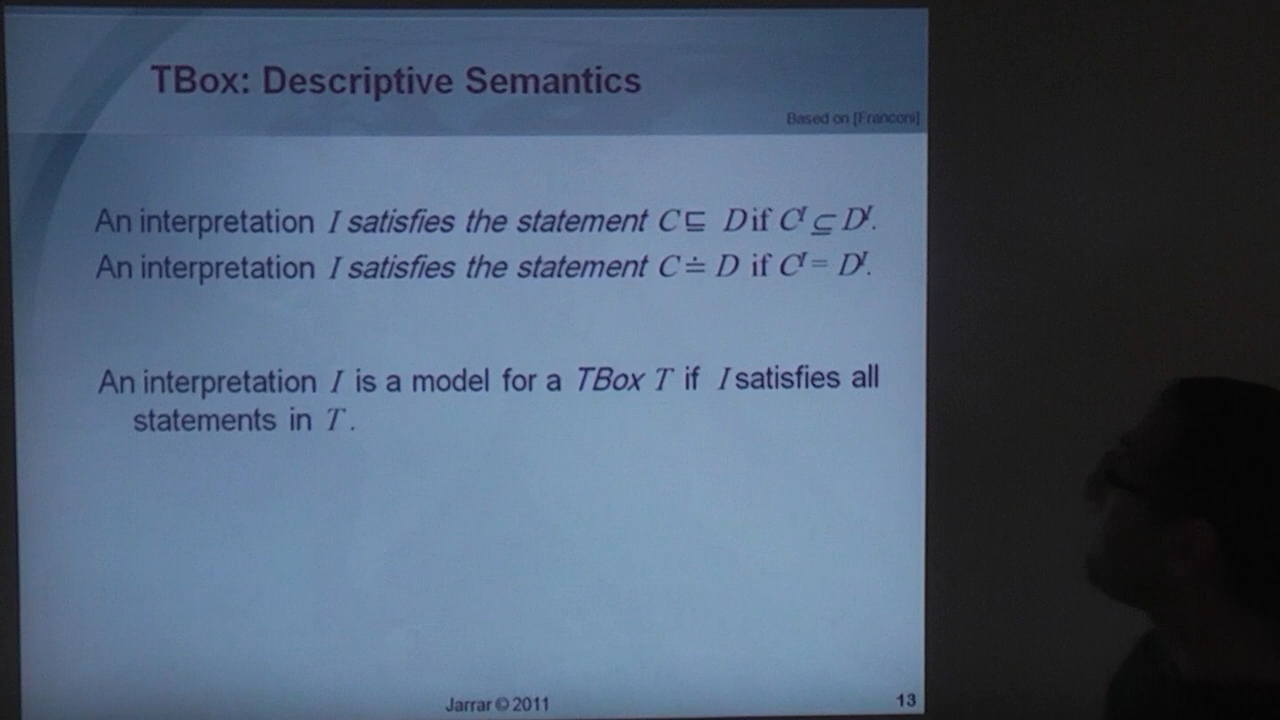 TBox: Descriptive Semantics
Based on [Franconi]
An interpretation I satisfies the statement C ⊑ D if Cᴵ ⊆ Dᴵ.
An interpretation I satisfies the statement C ≐ D if Cᴵ = Dᴵ.
An interpretation I is a model for a TBox T if I satisfies all
statements in T.
Jarrar © 2011
13